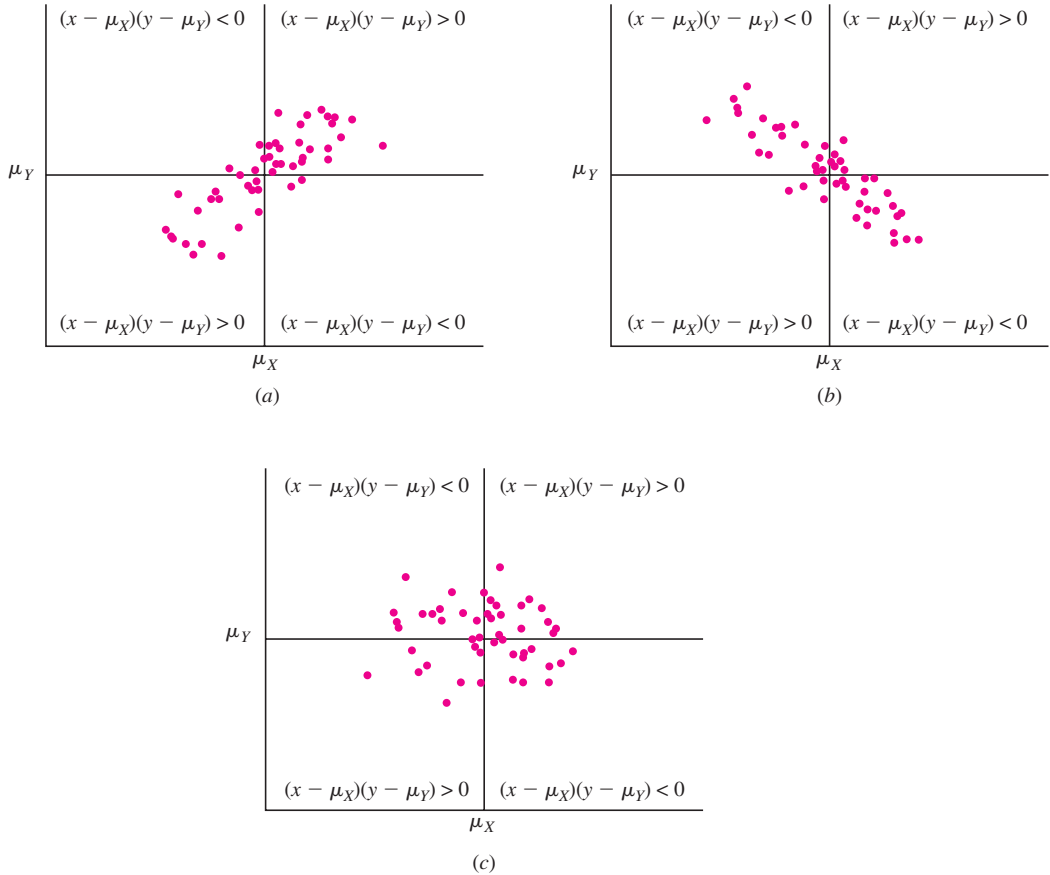 (x − μX)(y − μY) < 0 (x − μX)(y − μY) > 0
μY
(x − μX)(y − μY) > 0 (x − μX)(y − μY) < 0
μX
(a)
(x − μX)(y − μY) < 0 (x − μX)(y − μY) > 0
μY
(x − μX)(y − μY) > 0 (x − μX)(y − μY) < 0
μX
(b)
(x − μX)(y − μY) < 0 (x − μX)(y − μY) > 0
μY
(x − μX)(y − μY) > 0 (x − μX)(y − μY) < 0
μX
(c)